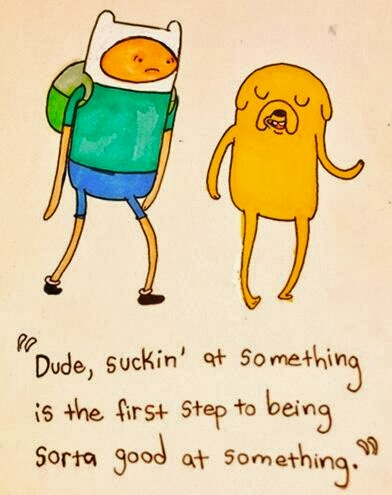 "Dude, suckin' at something
is the first step to being
sorta good at something."